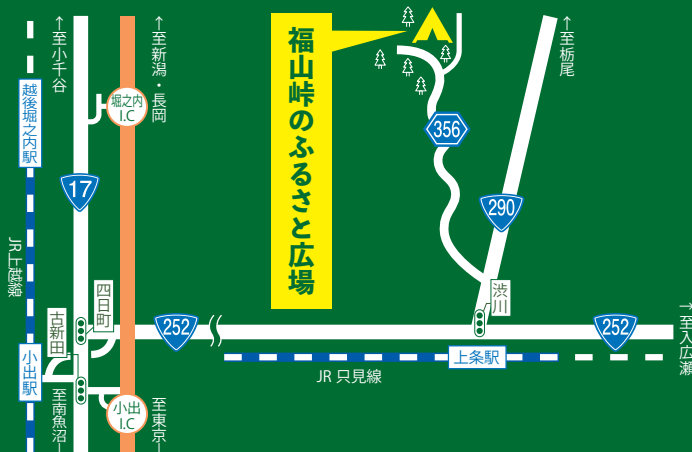 ↑至小千谷
↑至新潟・長岡
堀之内
I.C
越後堀之内駅
17
JR上越線
古新田
四日町
小出駅
至南魚沼↓
小出
I.C
至東京↓
252
福山峠のふるさと広場
356
↑至栃尾
290
渋川
252
→至入広瀬
上条駅
JR 只見線